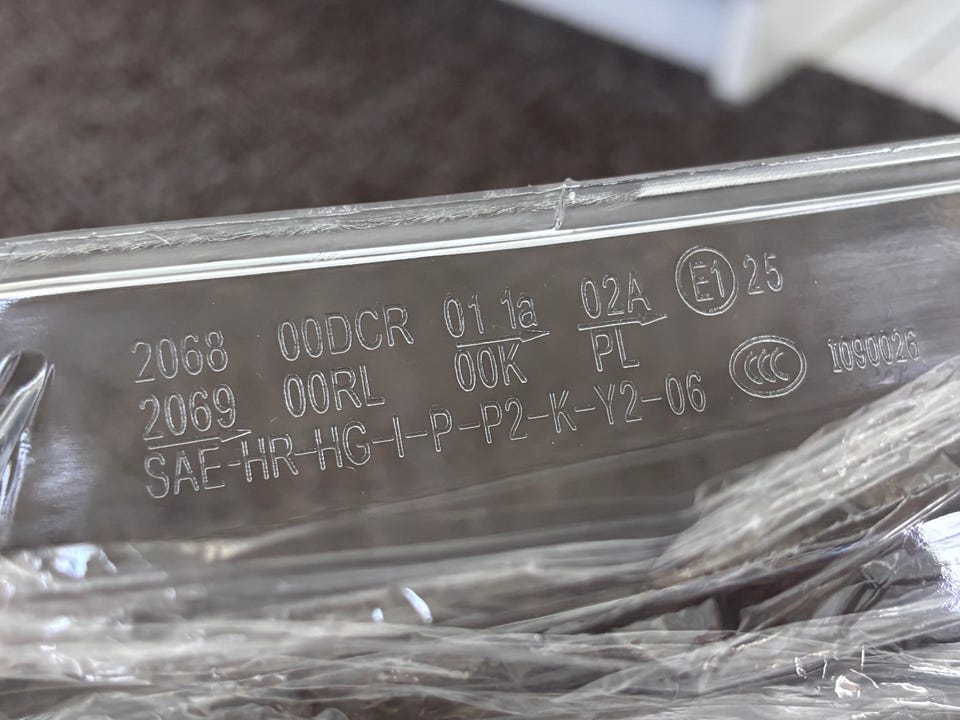 2068 00DCR 01 1a 02A E1 25
2069 00RL 00K PL CCC I090026
SAE-HR-HG-I-P-P2-K-Y2-06